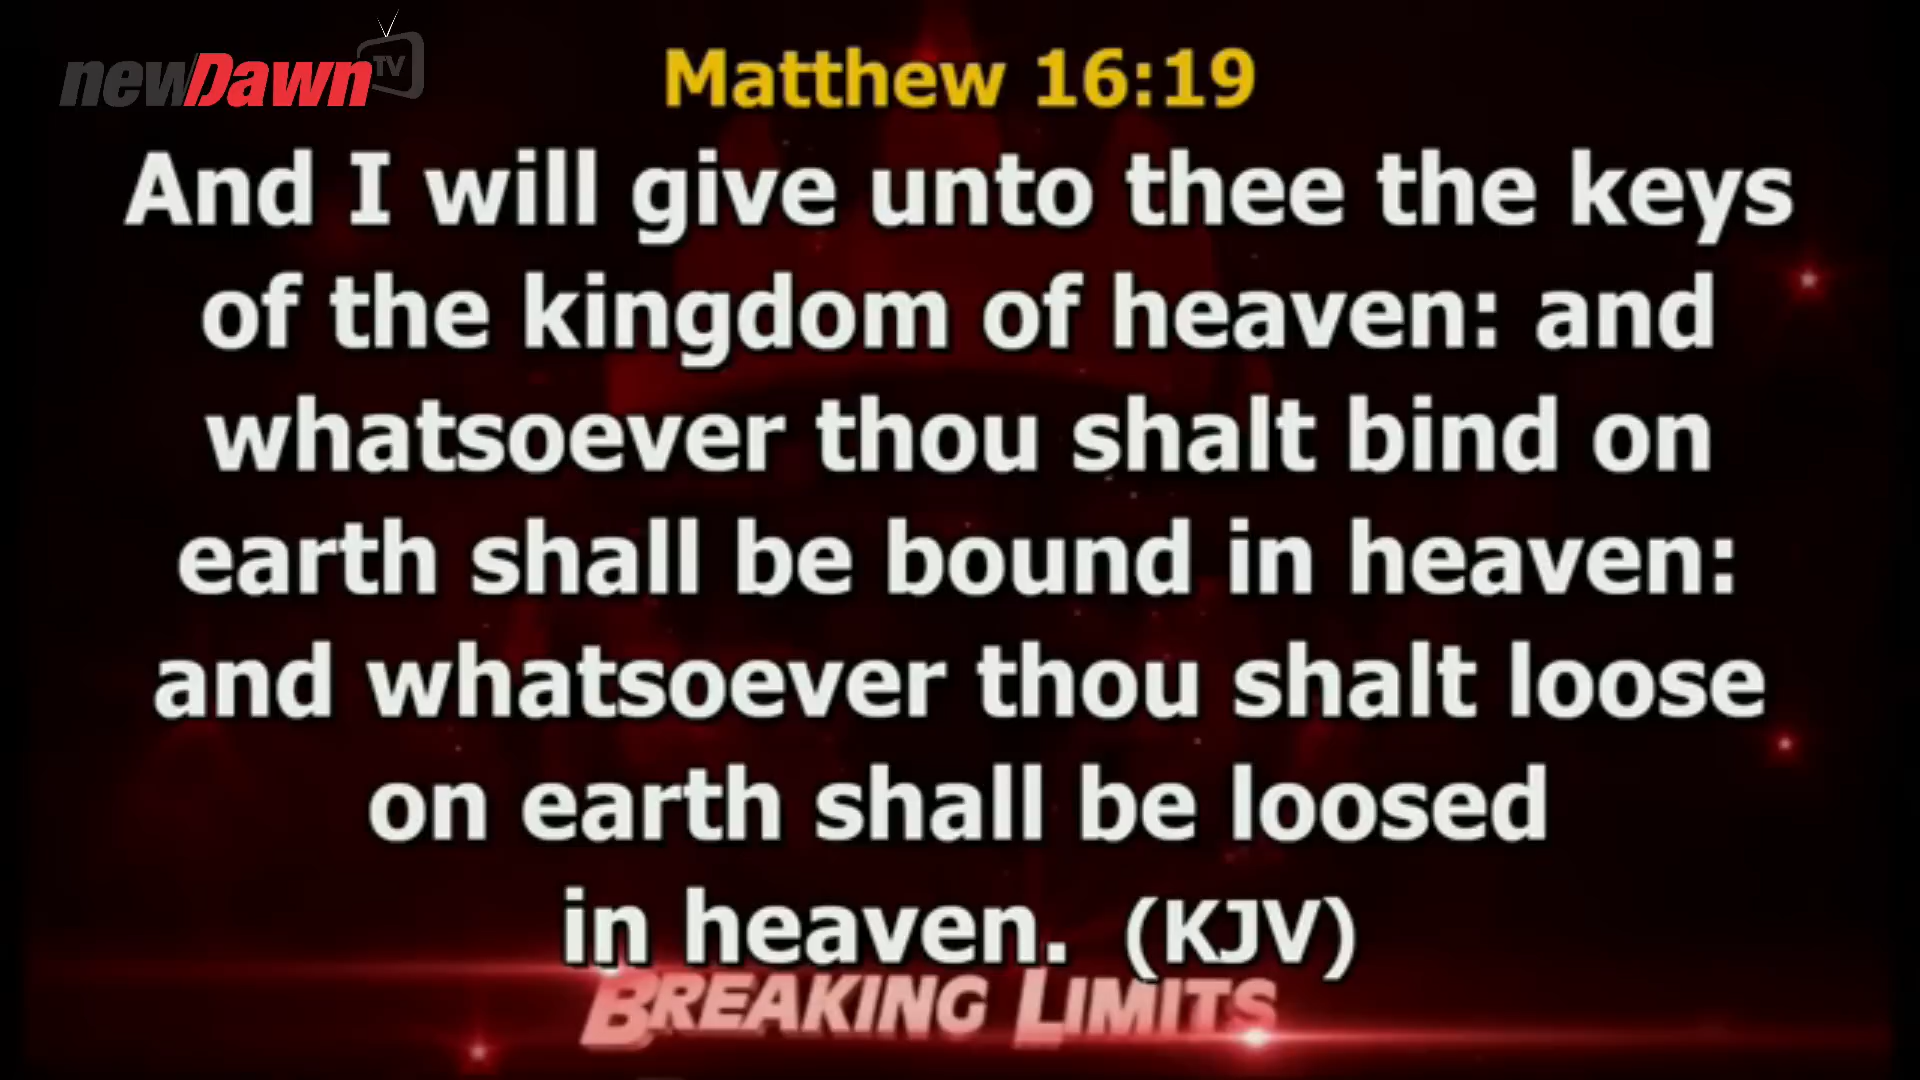 newDawn TV
Matthew 16:19
And I will give unto thee the keys
of the kingdom of heaven: and
whatsoever thou shalt bind on
earth shall be bound in heaven:
and whatsoever thou shalt loose
on earth shall be loosed
in heaven. (KJV)
BREAKING LIMITS